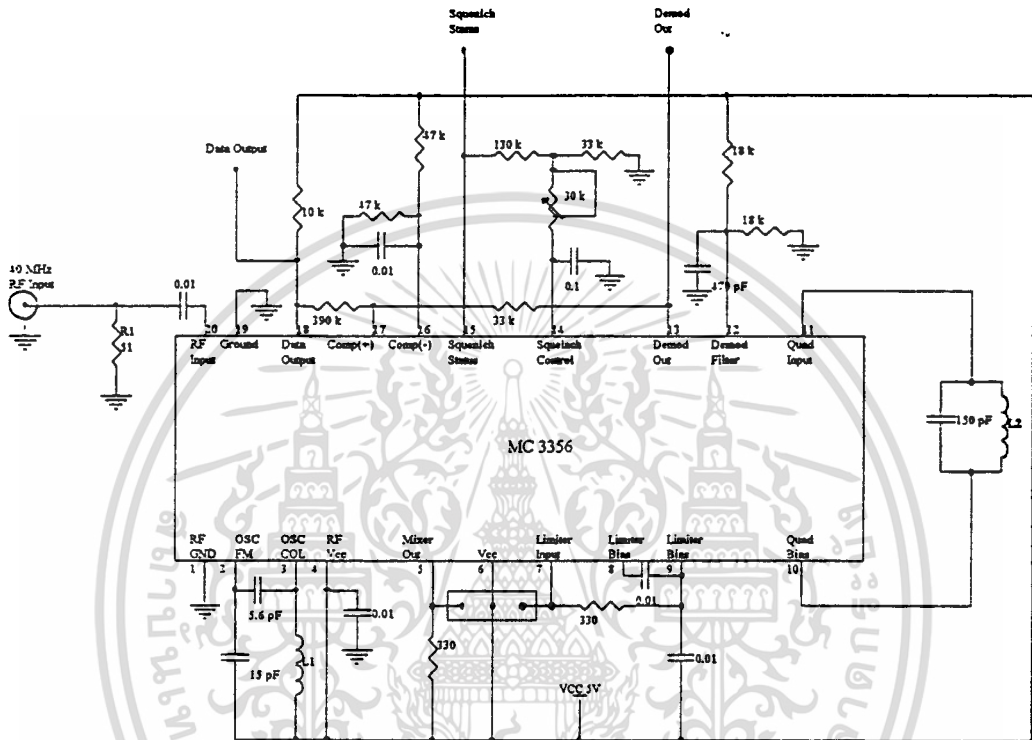 Squenich
Status
Demod
Out
Data Output
10 k
47 k
47 k
0.01
130 k
33 k
30 k
0.1
18 k
18 k
470 pF
40 MHz
RF Input
0.01
R1
51
390 k
33 k
20
19
18
17
16
15
14
13
12
11
RF
Input
Ground
Data
Output
Comp(+)
Comp(-)
Squenich
Status
Squeinch
Control
Demod
Out
Demod
Filter
Quad
Input
MC 3356
150 pF
L2
RF
GND
OSC
FM
OSC
COL
RF
Vcc
Mixer
Out
Vcc
Limiter
Input
Limiter
Bias
Limiter
Bias
Quad
Bias
1
2
3
4
5
6
7
8
9
10
5.6 pF
0.01
15 pF
L1
330
330
0.01
0.01
VCC 5V